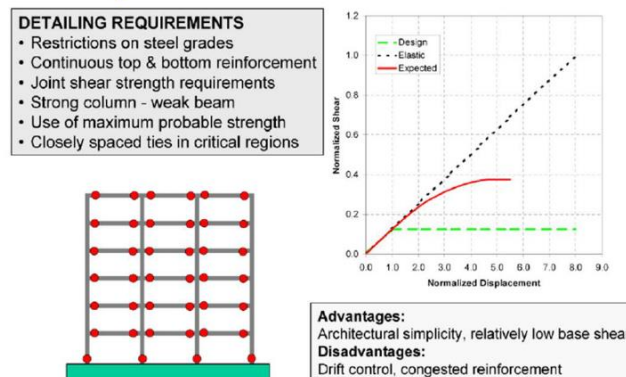 DETAILING REQUIREMENTS
• Restrictions on steel grades
• Continuous top & bottom reinforcement
• Joint shear strength requirements
• Strong column - weak beam
• Use of maximum probable strength
• Closely spaced ties in critical regions
1.2
1.0
0.8
0.6
0.4
0.2
0.0
Normalized Shear
Design
Elastic
Expected
0.0 1.0 2.0 3.0 4.0 5.0 6.0 7.0 8.0 9.0
Normalized Displacement
Advantages:
Architectural simplicity, relatively low base shear
Disadvantages:
Drift control, congested reinforcement